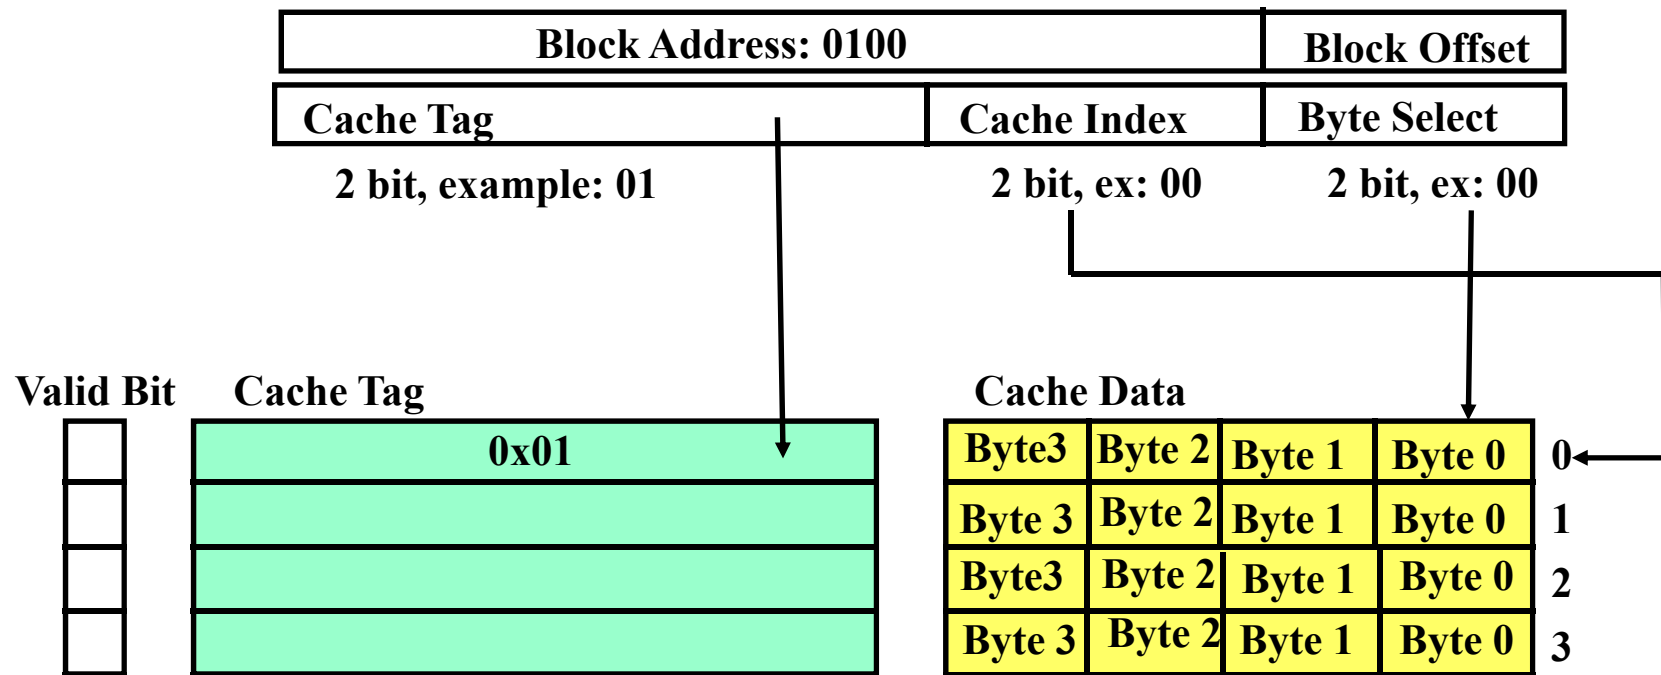 Block Address: 0100 Block Offset
Cache Tag Cache Index Byte Select
2 bit, example: 01 2 bit, ex: 00 2 bit, ex: 00
Valid Bit Cache Tag Cache Data
0x01 Byte3 Byte 2 Byte 1 Byte 0 0
Byte 3 Byte 2 Byte 1 Byte 0 1
Byte3 Byte 2 Byte 1 Byte 0 2
Byte 3 Byte 2 Byte 1 Byte 0 3